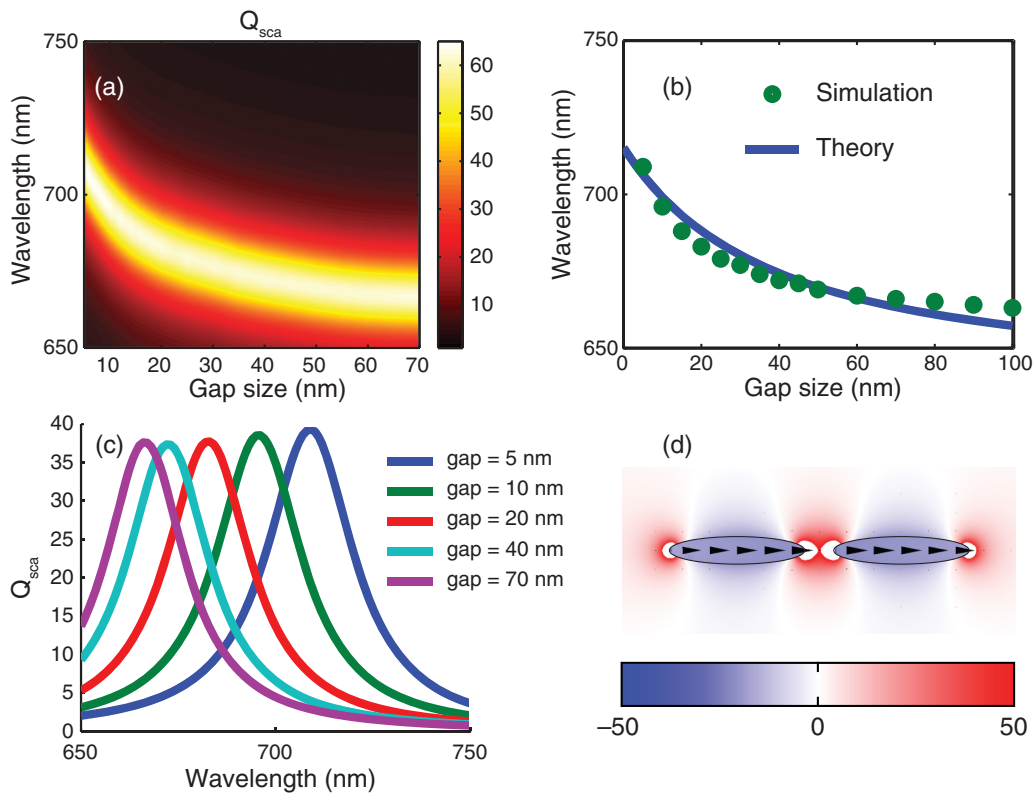 Q_sca
(a)
750
700
650
Wavelength (nm)
10 20 30 40 50 60 70
Gap size (nm)
60
50
40
30
20
10
(b)
Simulation
Theory
750
700
650
Wavelength (nm)
0 20 40 60 80 100
Gap size (nm)
(c)
gap = 5 nm
gap = 10 nm
gap = 20 nm
gap = 40 nm
gap = 70 nm
40
35
30
25
20
15
10
5
0
Q_sca
650 700 750
Wavelength (nm)
(d)
−50 0 50